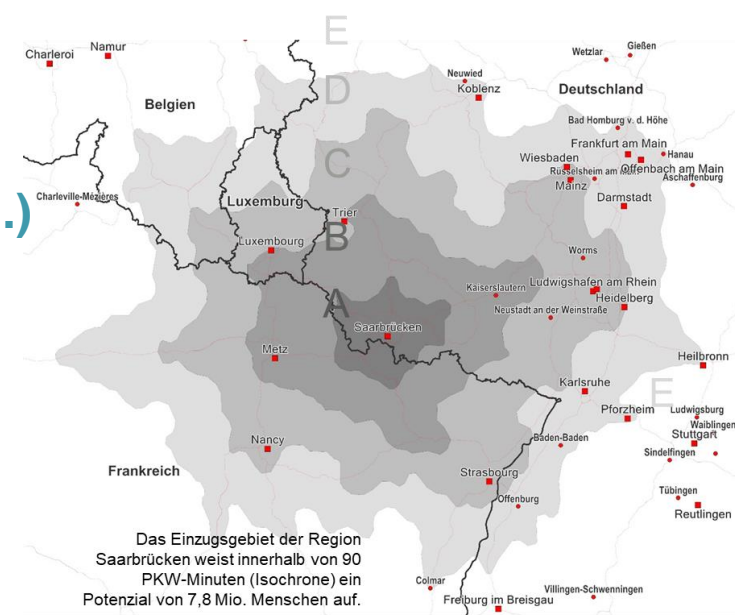 E
Namur
Charleroi
Gießen
Wetzlar
Neuwied
D
Koblenz
Deutschland
Belgien
Bad Homburg v. d. Höhe
Frankfurt am Main
Hanau
C
Wiesbaden
Offenbach am Main
Rüsselsheim am
Aschaffenburg
Mainz
Charleville-Mézières
Luxemburg
Darmstadt
.)
Trier
B
Luxembourg
Worms
Ludwigshafen am Rhein
Kaiserslautern
Heidelberg
A
Neustadt an der Weinstraße
Saarbrücken
Metz
Heilbronn
Karlsruhe
E
Pforzheim
Ludwigsburg
Waiblingen
Stuttgart
Nancy
Baden-Baden
Sindelfingen
Frankreich
Strasbourg
Tübingen
Offenburg
Reutlingen
Das Einzugsgebiet der Region
Saarbrücken weist innerhalb von 90
PKW-Minuten (Isochrone) ein
Potenzial von 7,8 Mio. Menschen auf.
Colmar
Villingen-Schwenningen
Freiburg im Breisgau